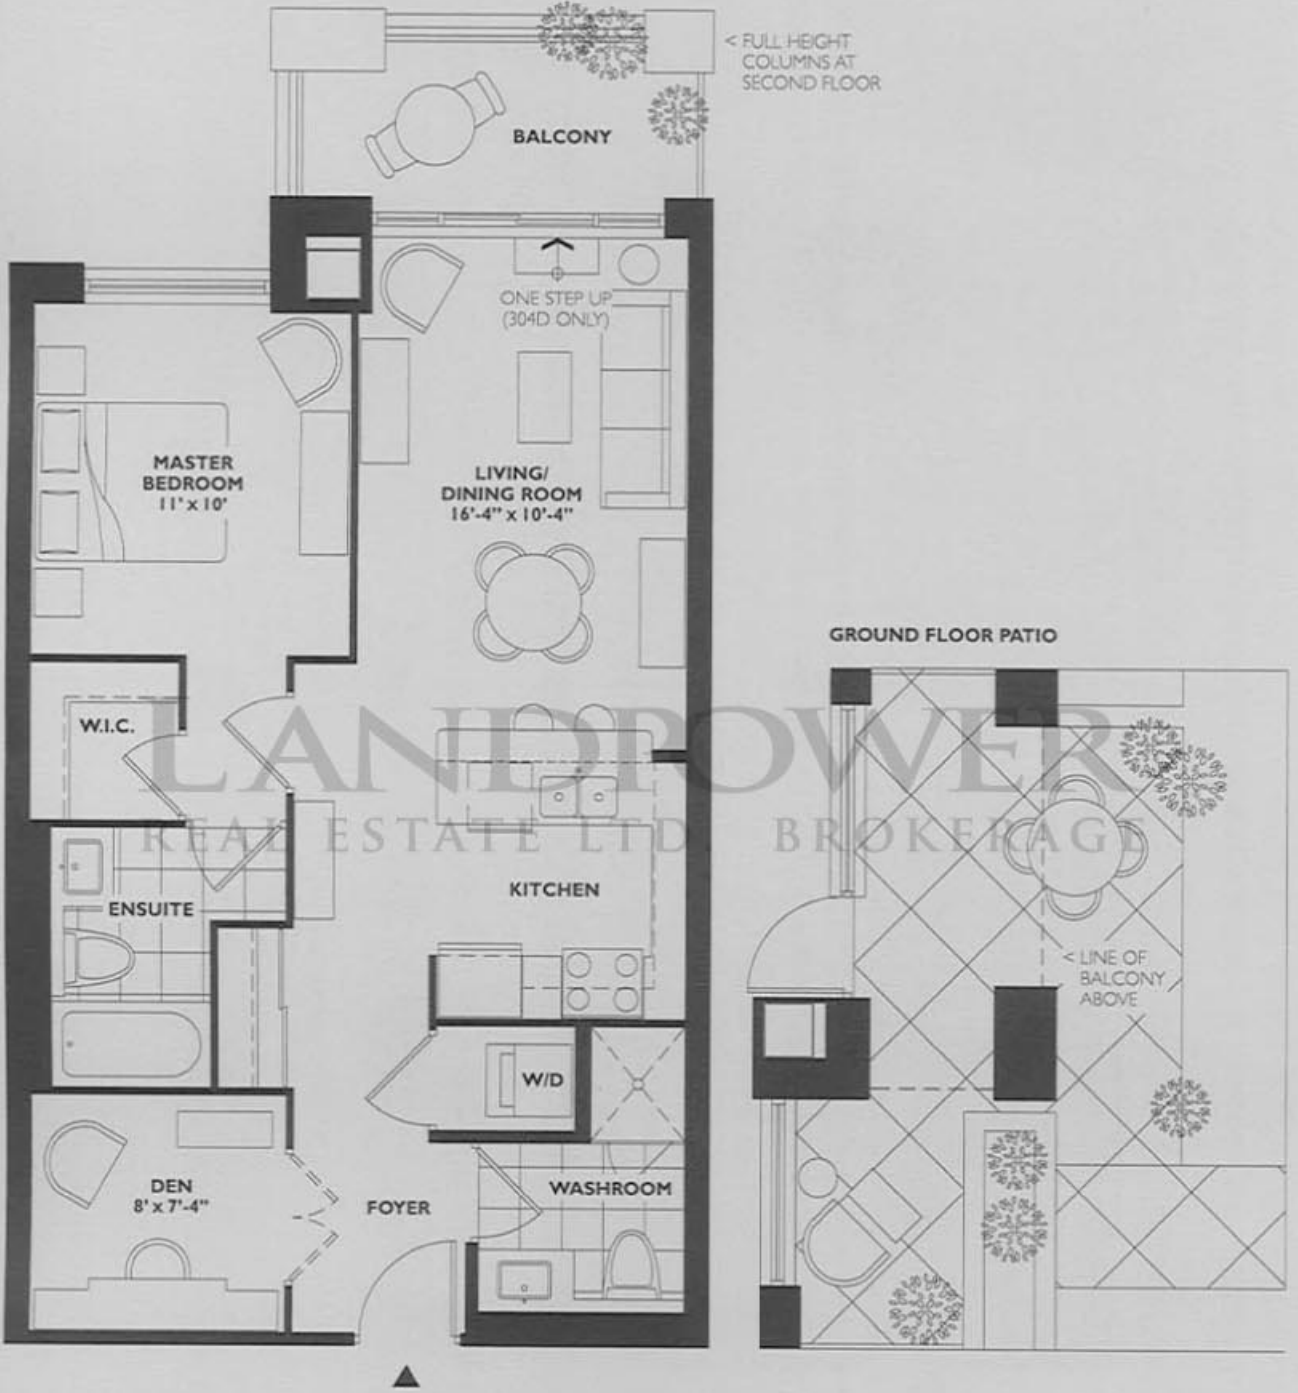 < FULL HEIGHT
COLUMNS AT
SECOND FLOOR
BALCONY
ONE STEP UP
(304D ONLY)
MASTER
BEDROOM
11' x 10'
LIVING/
DINING ROOM
16'-4" x 10'-4"
GROUND FLOOR PATIO
W.I.C.
LANDPOWER
REAL ESTATE LTD. BROKERAGE
KITCHEN
ENSUITE
< LINE OF
BALCONY
ABOVE
W/D
DEN
8' x 7'-4"
FOYER
WASHROOM